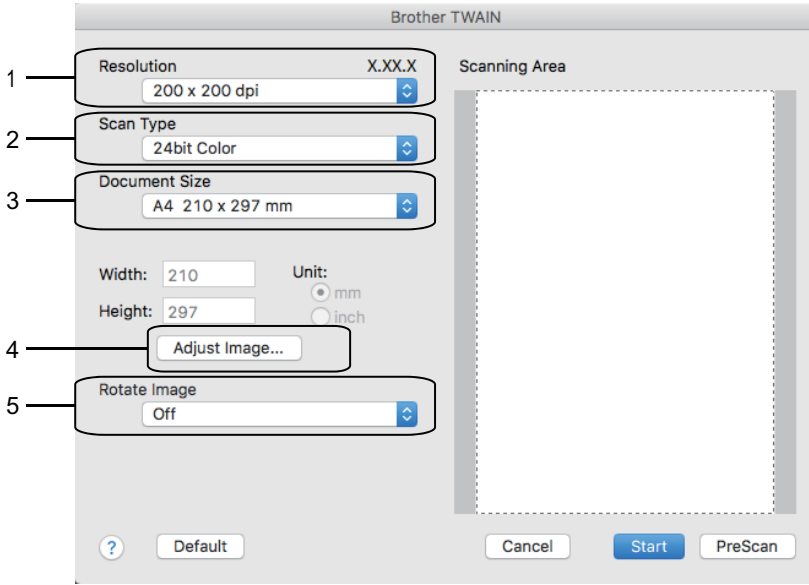 Brother TWAIN
1
Resolution X.XX.X
200 x 200 dpi
2
Scan Type
24bit Color
3
Document Size
A4 210 x 297 mm
Width: 210
Height: 297
Unit:
mm
inch
4
Adjust Image...
5
Rotate Image
Off
Scanning Area
? Default Cancel Start PreScan